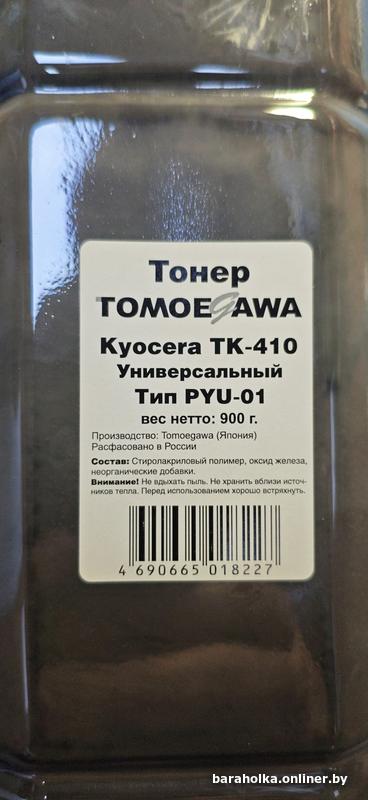 Тонер
TOMOEGAWA
Kyocera TK-410
Универсальный
Тип PYU-01
вес нетто: 900 г.
Производство: Tomoegawa (Япония)
Расфасовано в России
Состав: Стиролакриловый полимер, оксид железа,
неорганические добавки.
Внимание! Не вдыхать пыль. Не хранить вблизи источ-
ников тепла. Перед использованием хорошо встряхнуть.
4 690665 018227
baraholka.onliner.by